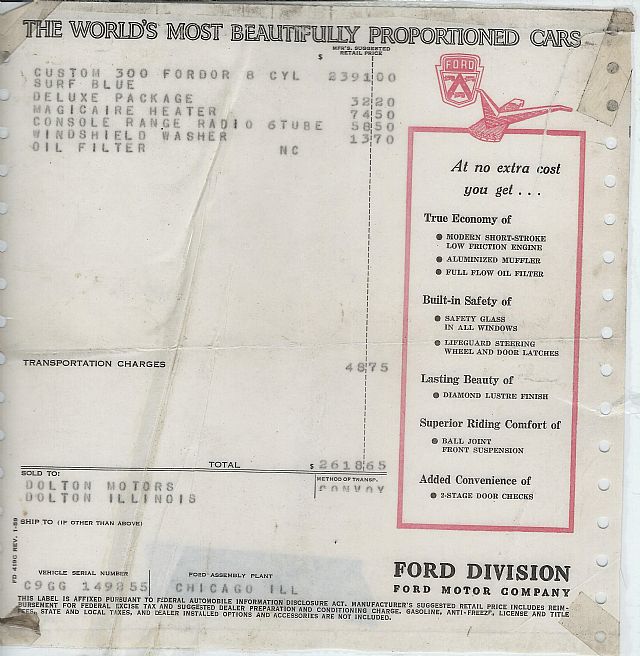 THE WORLD'S MOST BEAUTIFULLY PROPORTIONED CARS
MFR'S. SUGGESTED
RETAIL PRICE
$
CUSTOM 300 FORDOR 8 CYL 239100
SURF BLUE
DELUXE PACKAGE 3220
MAGICAIRE HEATER 7450
CONSOLE RANGE RADIO 6TUBE 5850
WINDSHIELD WASHER 1370
OIL FILTER NC
FORD
At no extra cost
you get . . .
True Economy of
● MODERN SHORT-STROKE
LOW FRICTION ENGINE
● ALUMINIZED MUFFLER
● FULL FLOW OIL FILTER
Built-in Safety of
● SAFETY GLASS
IN ALL WINDOWS
● LIFEGUARD STEERING
WHEEL AND DOOR LATCHES
Lasting Beauty of
● DIAMOND LUSTRE FINISH
Superior Riding Comfort of
● BALL JOINT
FRONT SUSPENSION
Added Convenience of
● 2-STAGE DOOR CHECKS
TRANSPORTATION CHARGES 4875
TOTAL $ 261865
SOLD TO:
DOLTON MOTORS
DOLTON ILLINOIS
METHOD OF TRANSP.
CONVOY
SHIP TO (IF OTHER THAN ABOVE)
FD 419C REV. 1-59
VEHICLE SERIAL NUMBER
C9GG 149855
FORD ASSEMBLY PLANT
CHICAGO ILL
FORD DIVISION
FORD MOTOR COMPANY
THIS LABEL IS AFFIXED PURSUANT TO FEDERAL AUTOMOBILE INFORMATION DISCLOSURE ACT. MANUFACTURER'S SUGGESTED RETAIL PRICE INCLUDES REIM-
BURSEMENT FOR FEDERAL EXCISE TAX AND SUGGESTED DEALER PREPARATION AND CONDITIONING CHARGE. GASOLINE, ANTI-FREEZE, LICENSE AND TITLE
FEES, STATE AND LOCAL TAXES, AND DEALER INSTALLED OPTIONS AND ACCESSORIES ARE NOT INCLUDED.